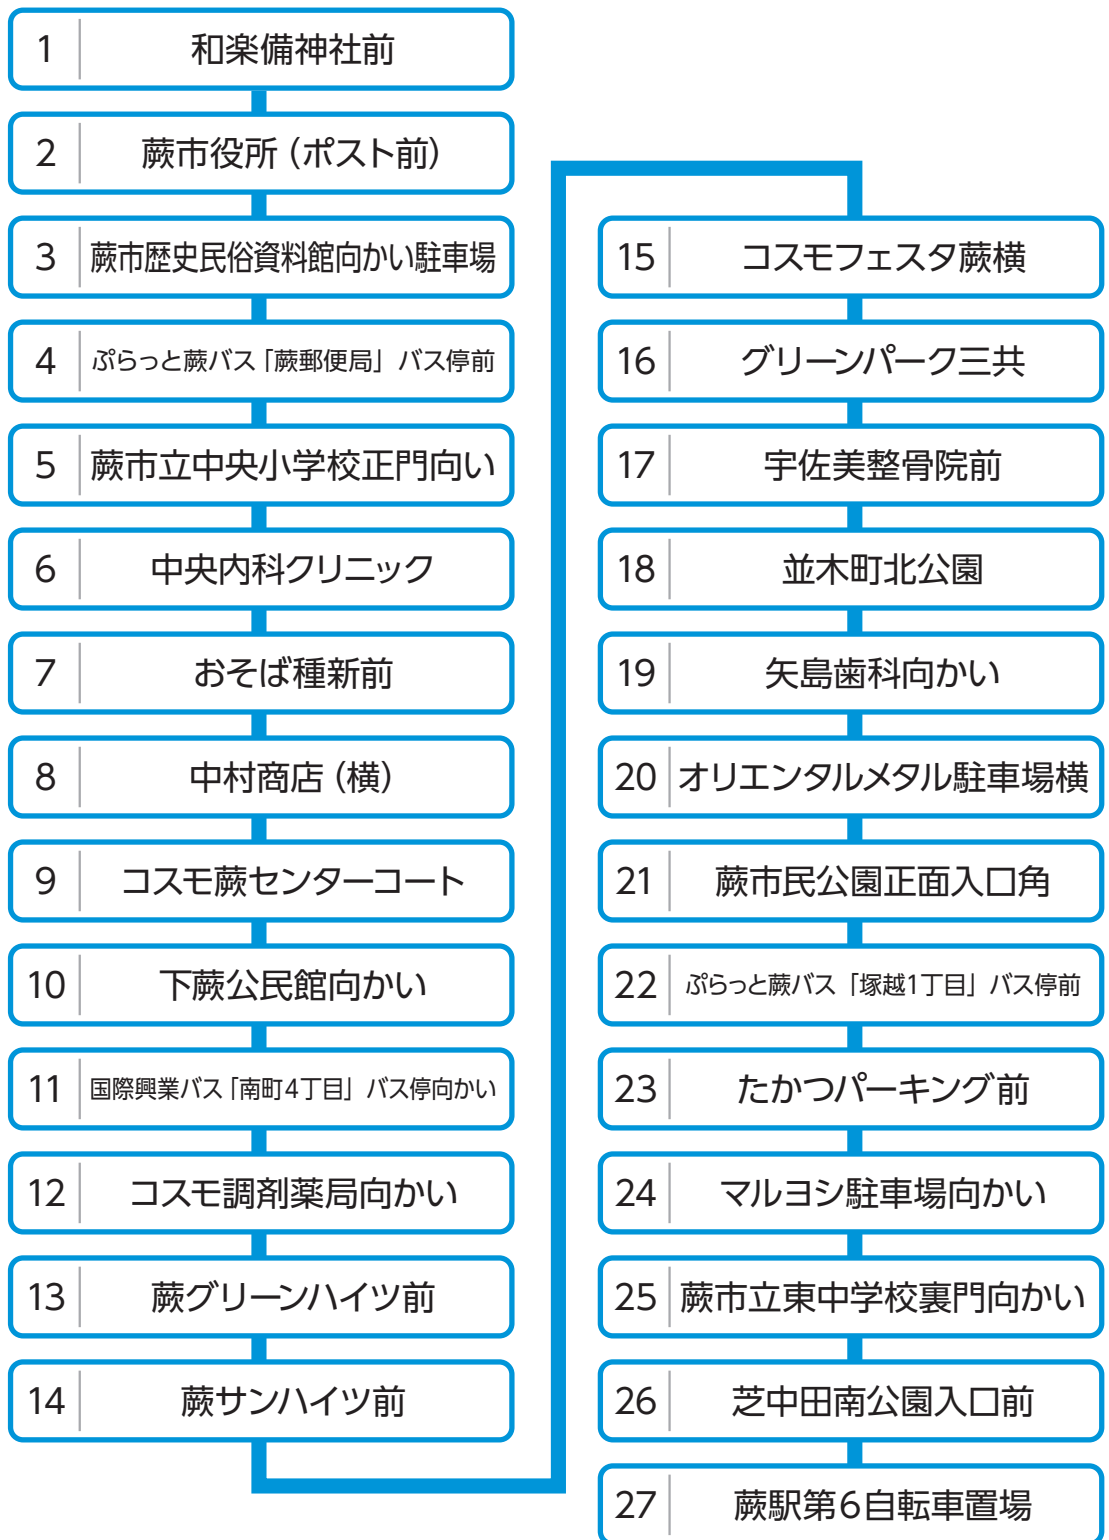 1 和楽備神社前
2 蕨市役所（ポスト前）
3 蕨市歴史民俗資料館向かい駐車場
4 ぷらっと蕨バス「蕨郵便局」バス停前
5 蕨市立中央小学校正門向い
6 中央内科クリニック
7 おそば種新前
8 中村商店（横）
9 コスモ蕨センターコート
10 下蕨公民館向かい
11 国際興業バス「南町4丁目」バス停向かい
12 コスモ調剤薬局向かい
13 蕨グリーンハイツ前
14 蕨サンハイツ前
15 コスモフェスタ蕨横
16 グリーンパーク三共
17 宇佐美整骨院前
18 並木町北公園
19 矢島歯科向かい
20 オリエンタルメタル駐車場横
21 蕨市民公園正面入口角
22 ぷらっと蕨バス「塚越1丁目」バス停前
23 たかつパーキング前
24 マルヨシ駐車場向かい
25 蕨市立東中学校裏門向かい
26 芝中田南公園入口前
27 蕨駅第6自転車置場